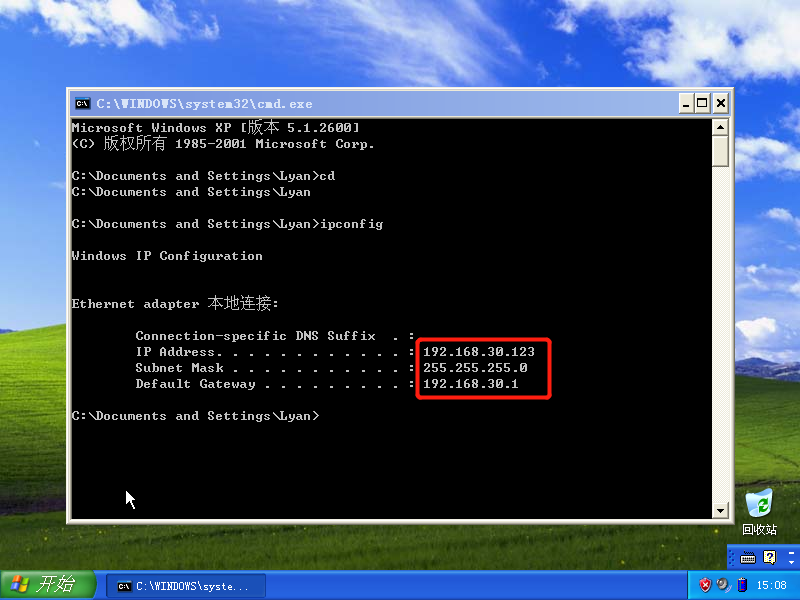 C:\WINDOWS\system32\cmd.exe
Microsoft Windows XP [版本 5.1.2600]
(C) 版权所有 1985-2001 Microsoft Corp.
C:\Documents and Settings\Lyan>cd
C:\Documents and Settings\Lyan
C:\Documents and Settings\Lyan>ipconfig
Windows IP Configuration
Ethernet adapter 本地连接:
Connection-specific DNS Suffix  . :
IP Address. . . . . . . . . . . . : 192.168.30.123
Subnet Mask . . . . . . . . . . . : 255.255.255.0
Default Gateway . . . . . . . . . : 192.168.30.1
C:\Documents and Settings\Lyan>
回收站
开始
C:\WINDOWS\syste...
15:08